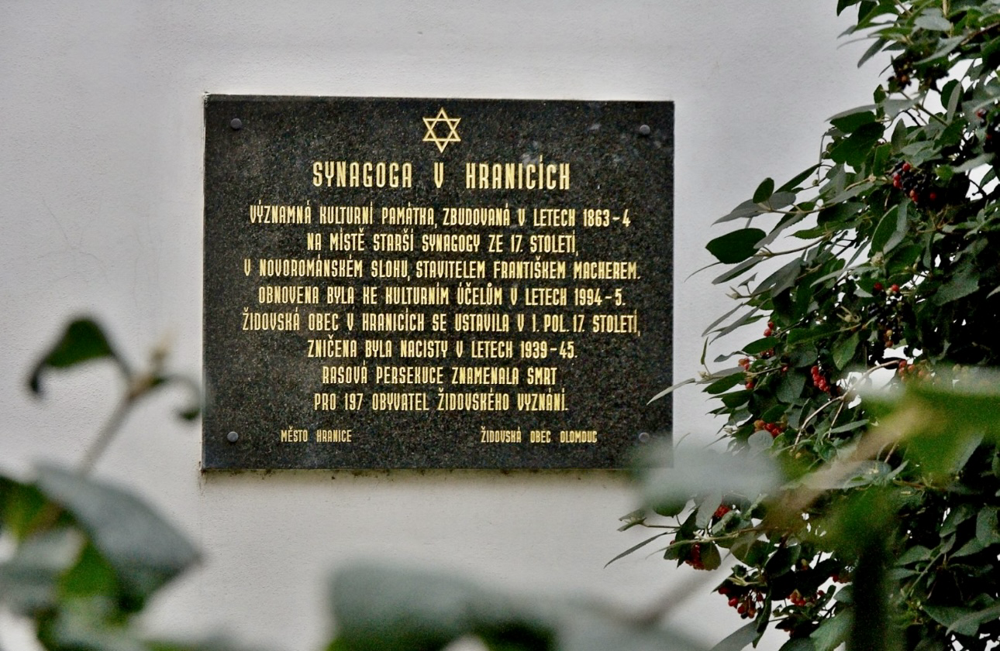 SYNAGOGA V HRANICÍCH
VÝZNAMNÁ KULTURNÍ PAMÁTKA, ZBUDOVANÁ V LETECH 1863-4
NA MÍSTĚ STARŠÍ SYNAGOGY ZE 17. STOLETÍ,
V NOVOROMÁNSKÉM SLOHU, STAVITELEM FRANTIŠKEM MACHEREM.
OBNOVENA BYLA KE KULTURNÍM ÚČELŮM V LETECH 1994-5.
ŽIDOVSKÁ OBEC V HRANICÍCH SE USTAVILA V 1. POL. 17. STOLETÍ,
ZNIČENA BYLA NACISTY V LETECH 1939-45.
RASOVÁ PERSEKUCE ZNAMENALA SMRT
PRO 197 OBYVATEL ŽIDOVSKÉHO VYZNÁNÍ.
MĚSTO HRANICE ŽIDOVSKÁ OBEC OLOMOUC